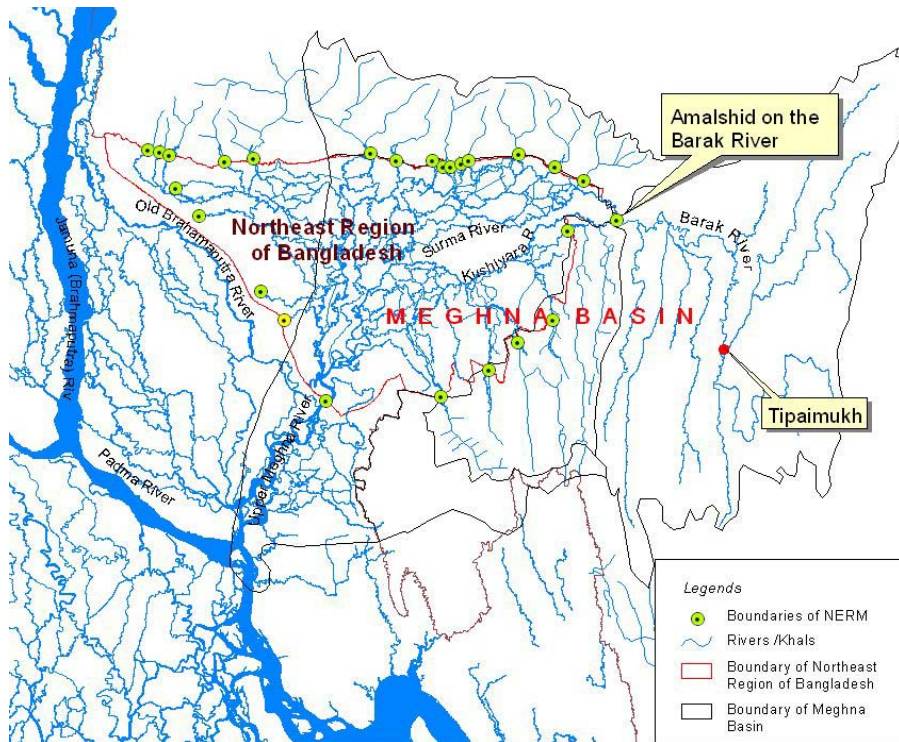 Amalshid on the
Barak River
Barak River
Old Brahamaputra River
Northeast Region
of Bangladesh
Surma River
Kushiyara R
Jamuna (Brahmaputra) Riv
MEGHNA BASIN
Tipaimukh
Upper Meghna River
Padma River
Legends
Boundaries of NERM
Rivers /Khals
Boundary of Northeast
Region of Bangladesh
Boundary of Meghna
Basin